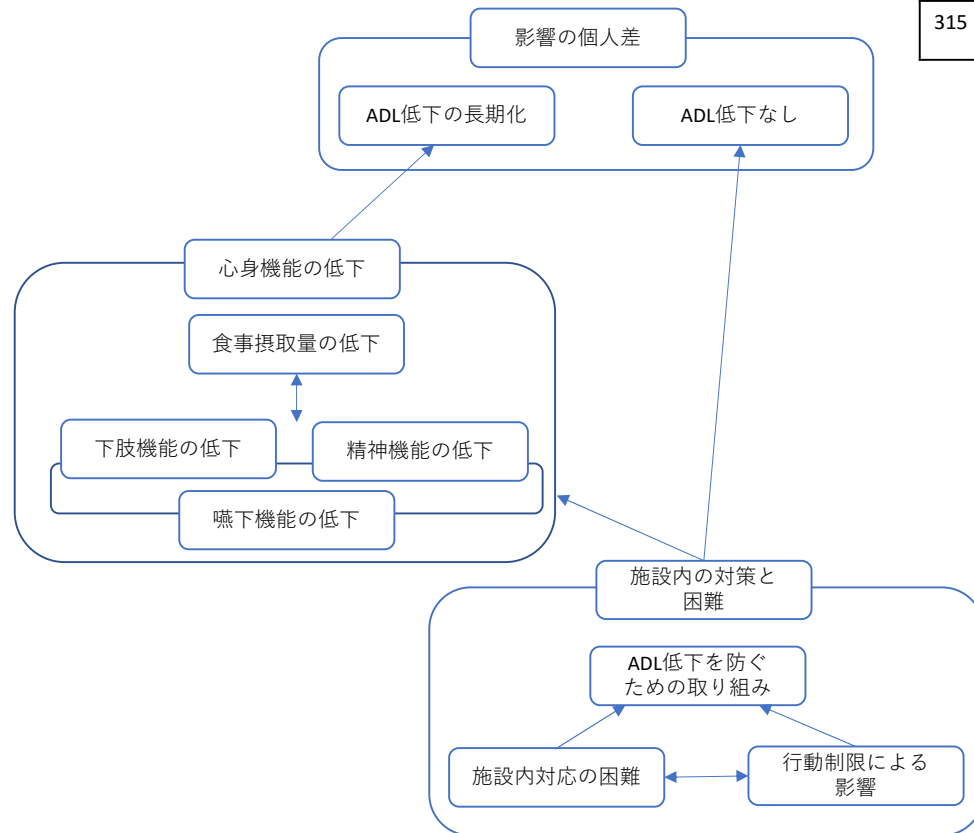 315
影響の個人差
ADL低下の長期化
ADL低下なし
心身機能の低下
食事摂取量の低下
下肢機能の低下
精神機能の低下
嚥下機能の低下
施設内の対策と
困難
ADL低下を防ぐ
ための取り組み
施設内対応の困難
行動制限による
影響